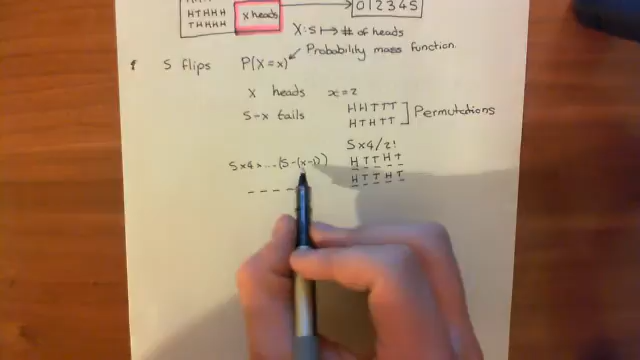 HTHHH
THHHH
x heads
0 1 2 3 4 5
X: S ↦ # of heads
5 flips P(X = x) Probability mass function.
x heads x = 2
5 - x tails
HHTTT
HTHTT
Permutations
5 x 4 / 2!
5 x 4 x ... (5 - (x - 1))
H T T H T
H T T H T